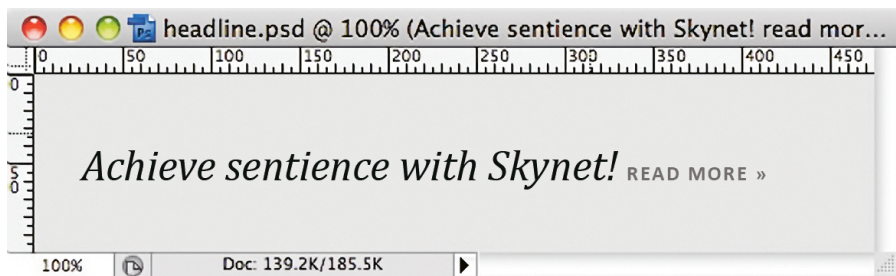 headline.psd @ 100% (Achieve sentience with Skynet! read mor...
0 50 100 150 200 250 300 350 400 450
0
50
Achieve sentience with Skynet! READ MORE »
100% Doc: 139.2K/185.5K